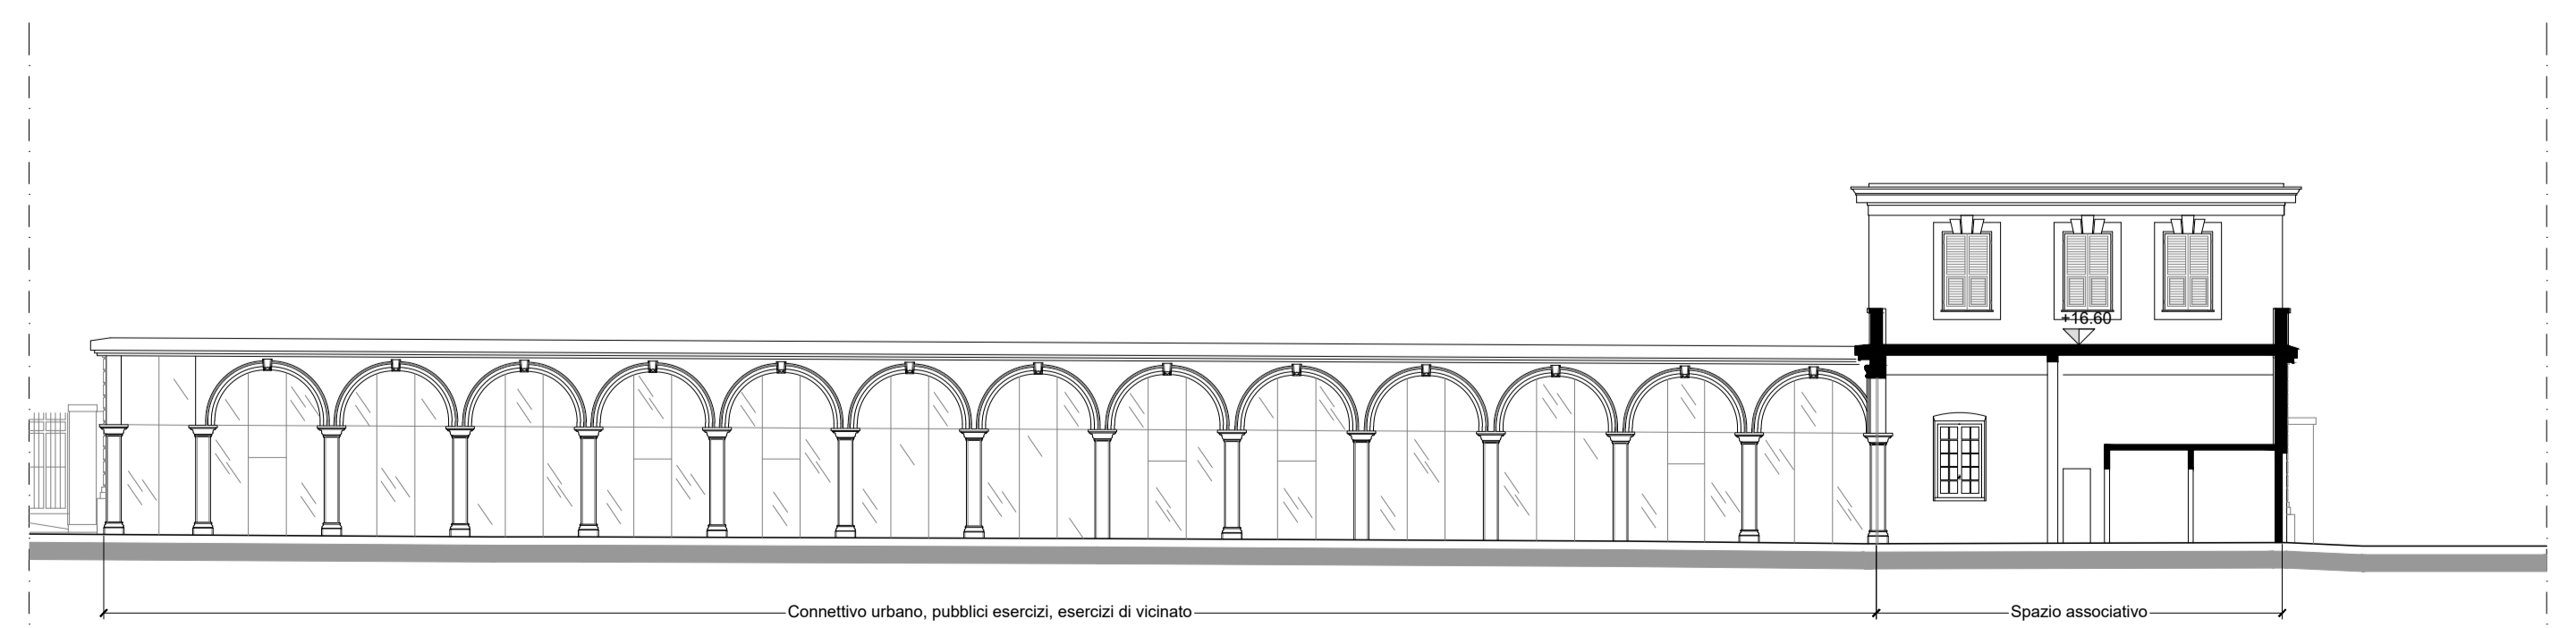 +16.60
Connettivo urbano, pubblici esercizi, esercizi di vicinato
Spazio associativo